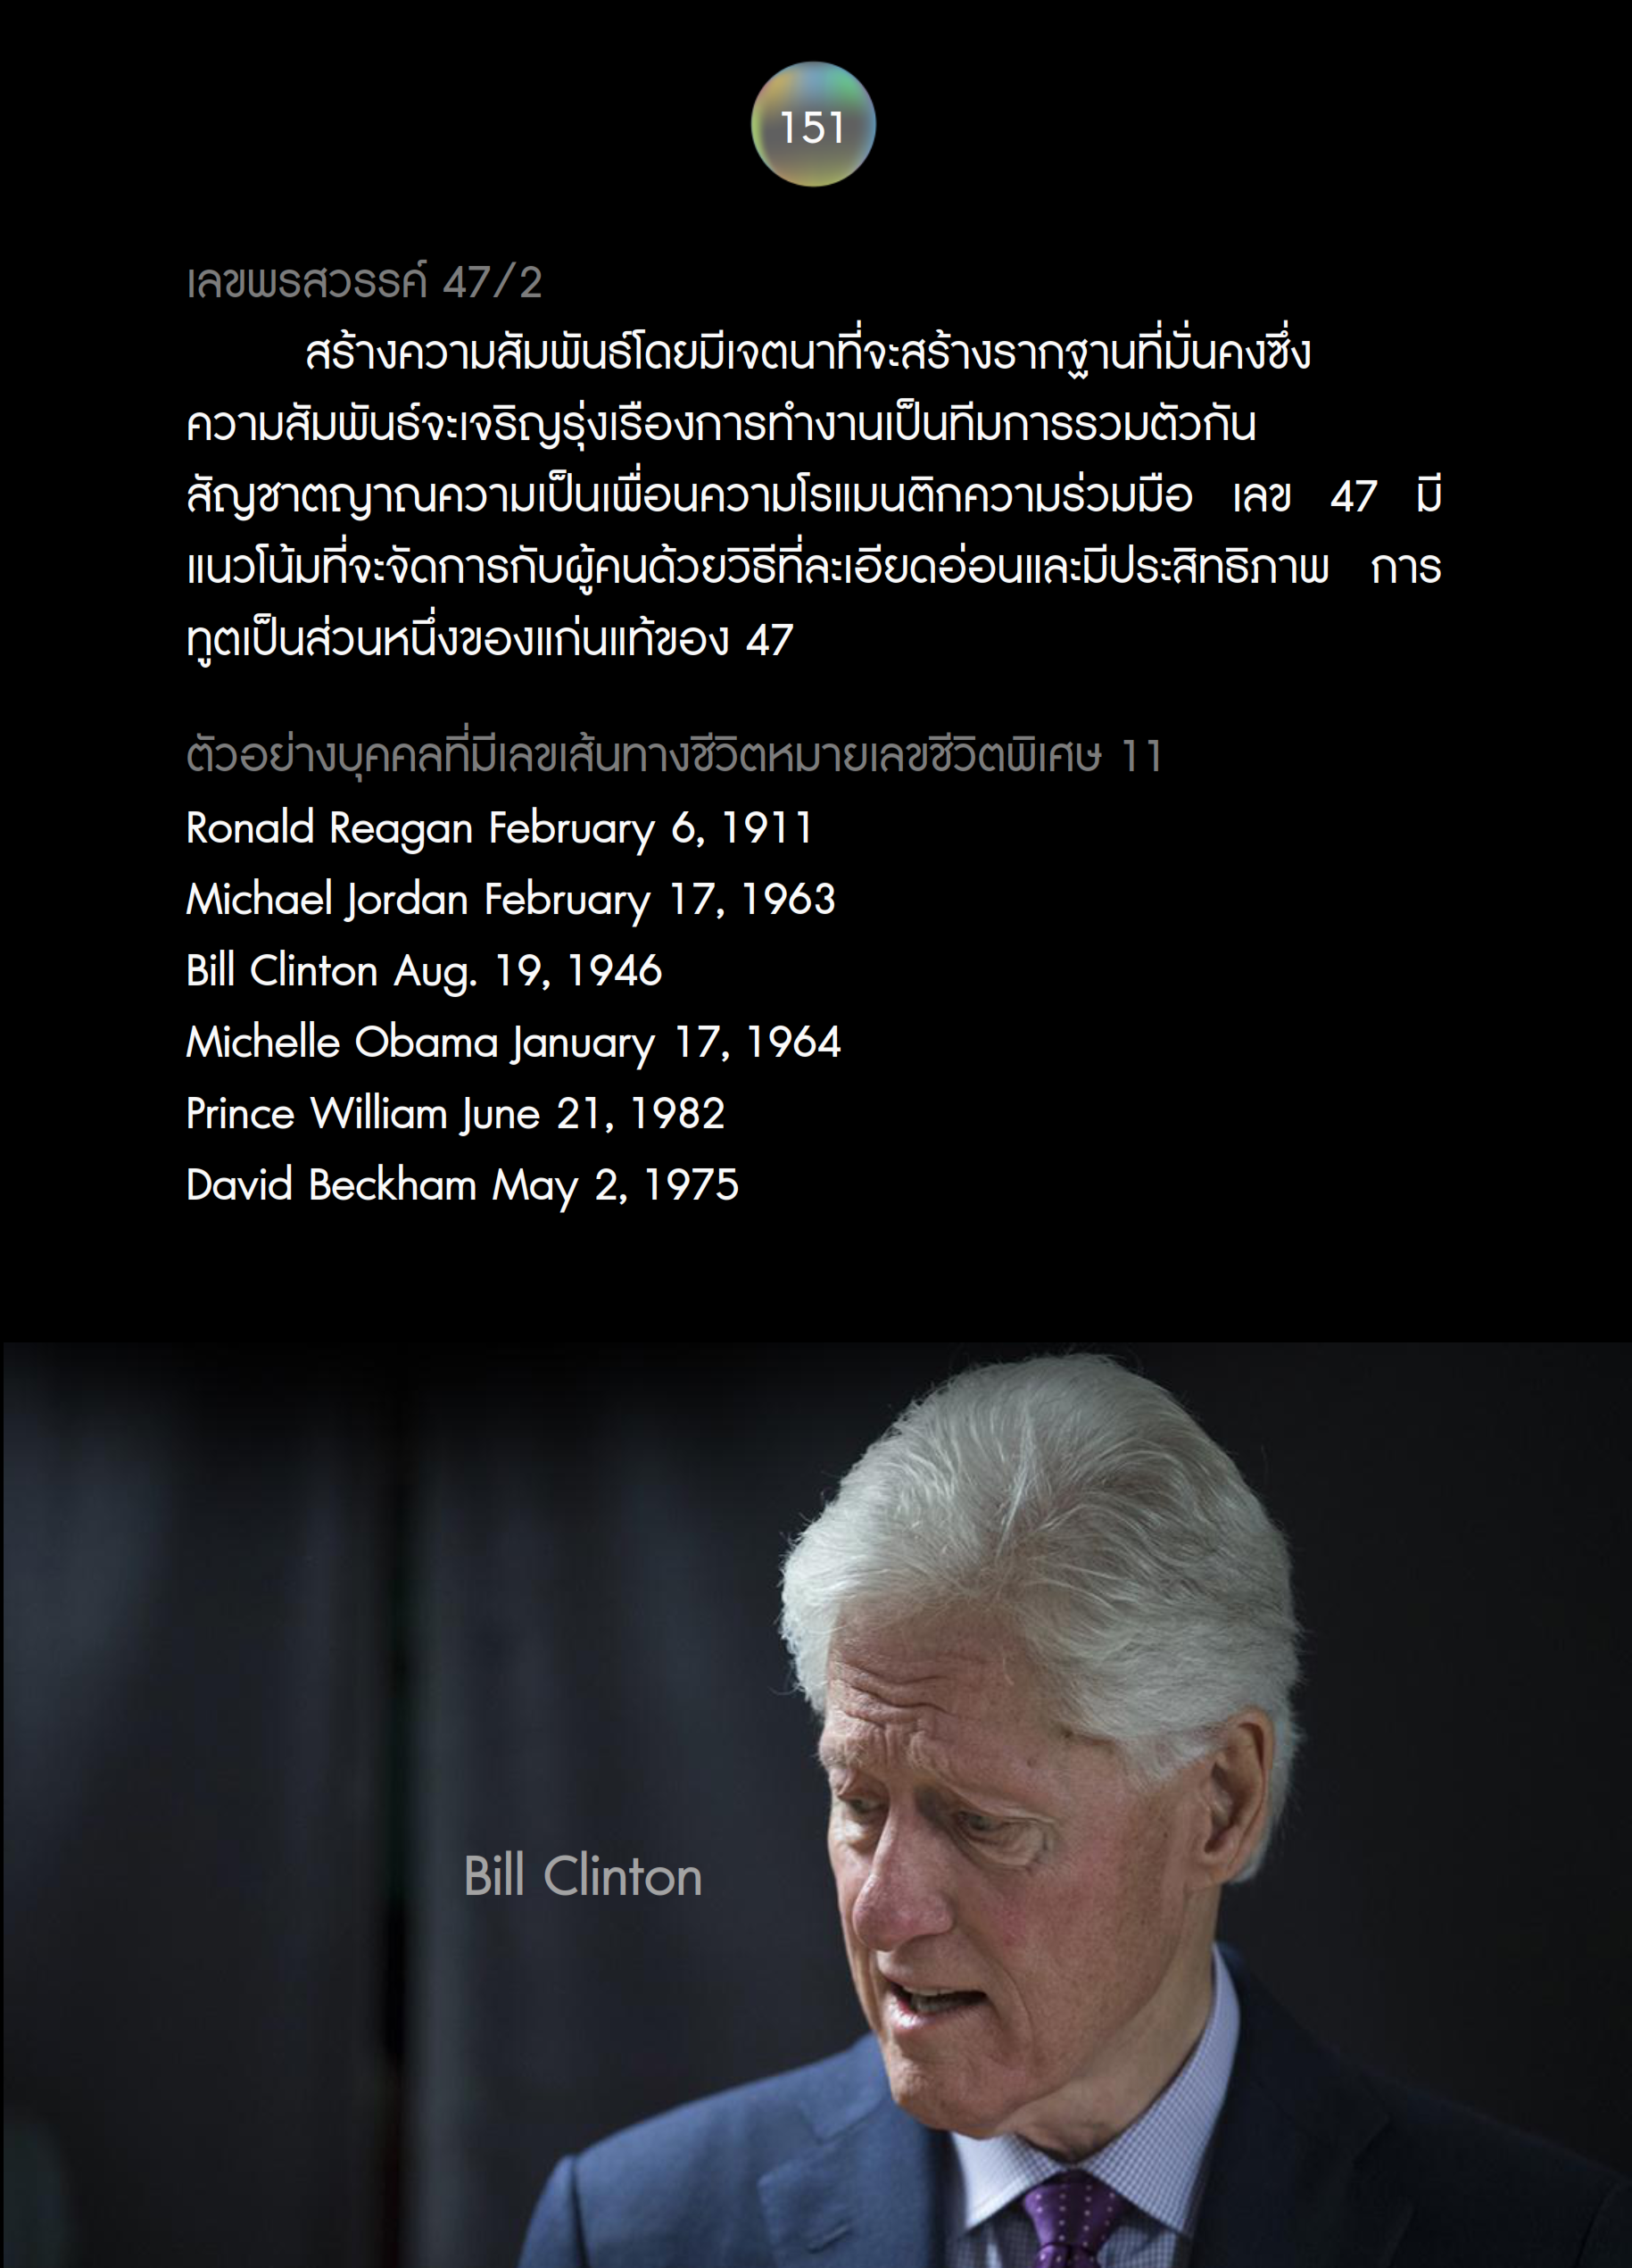 151
เลขพรสวรรค์ 47/2
สร้างความสัมพันธ์โดยมีเจตนาที่จะสร้างรากฐานที่มั่นคงซึ่ง
ความสัมพันธ์จะเจริญรุ่งเรืองการทำงานเป็นทีมการรวมตัวกัน
สัญชาตญาณความเป็นเพื่อนความโรแมนติกความร่วมมือ เลข 47 มี
แนวโน้มที่จะจัดการกับผู้คนด้วยวิธีที่ละเอียดอ่อนและมีประสิทธิภาพ การ
ทูตเป็นส่วนหนึ่งของแก่นแท้ของ 47
ตัวอย่างบุคคลที่มีเลขเส้นทางชีวิตหมายเลขชีวิตพิเศษ 11
Ronald Reagan February 6, 1911
Michael Jordan February 17, 1963
Bill Clinton Aug. 19, 1946
Michelle Obama January 17, 1964
Prince William June 21, 1982
David Beckham May 2, 1975
Bill Clinton